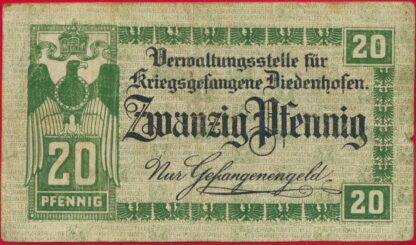 20
Verwaltungsstelle für
Kriegsgefangene Diedenhofen.
Zwanzig Pfennig
Nur Gefangenengeld.
20
PFENNIG
20